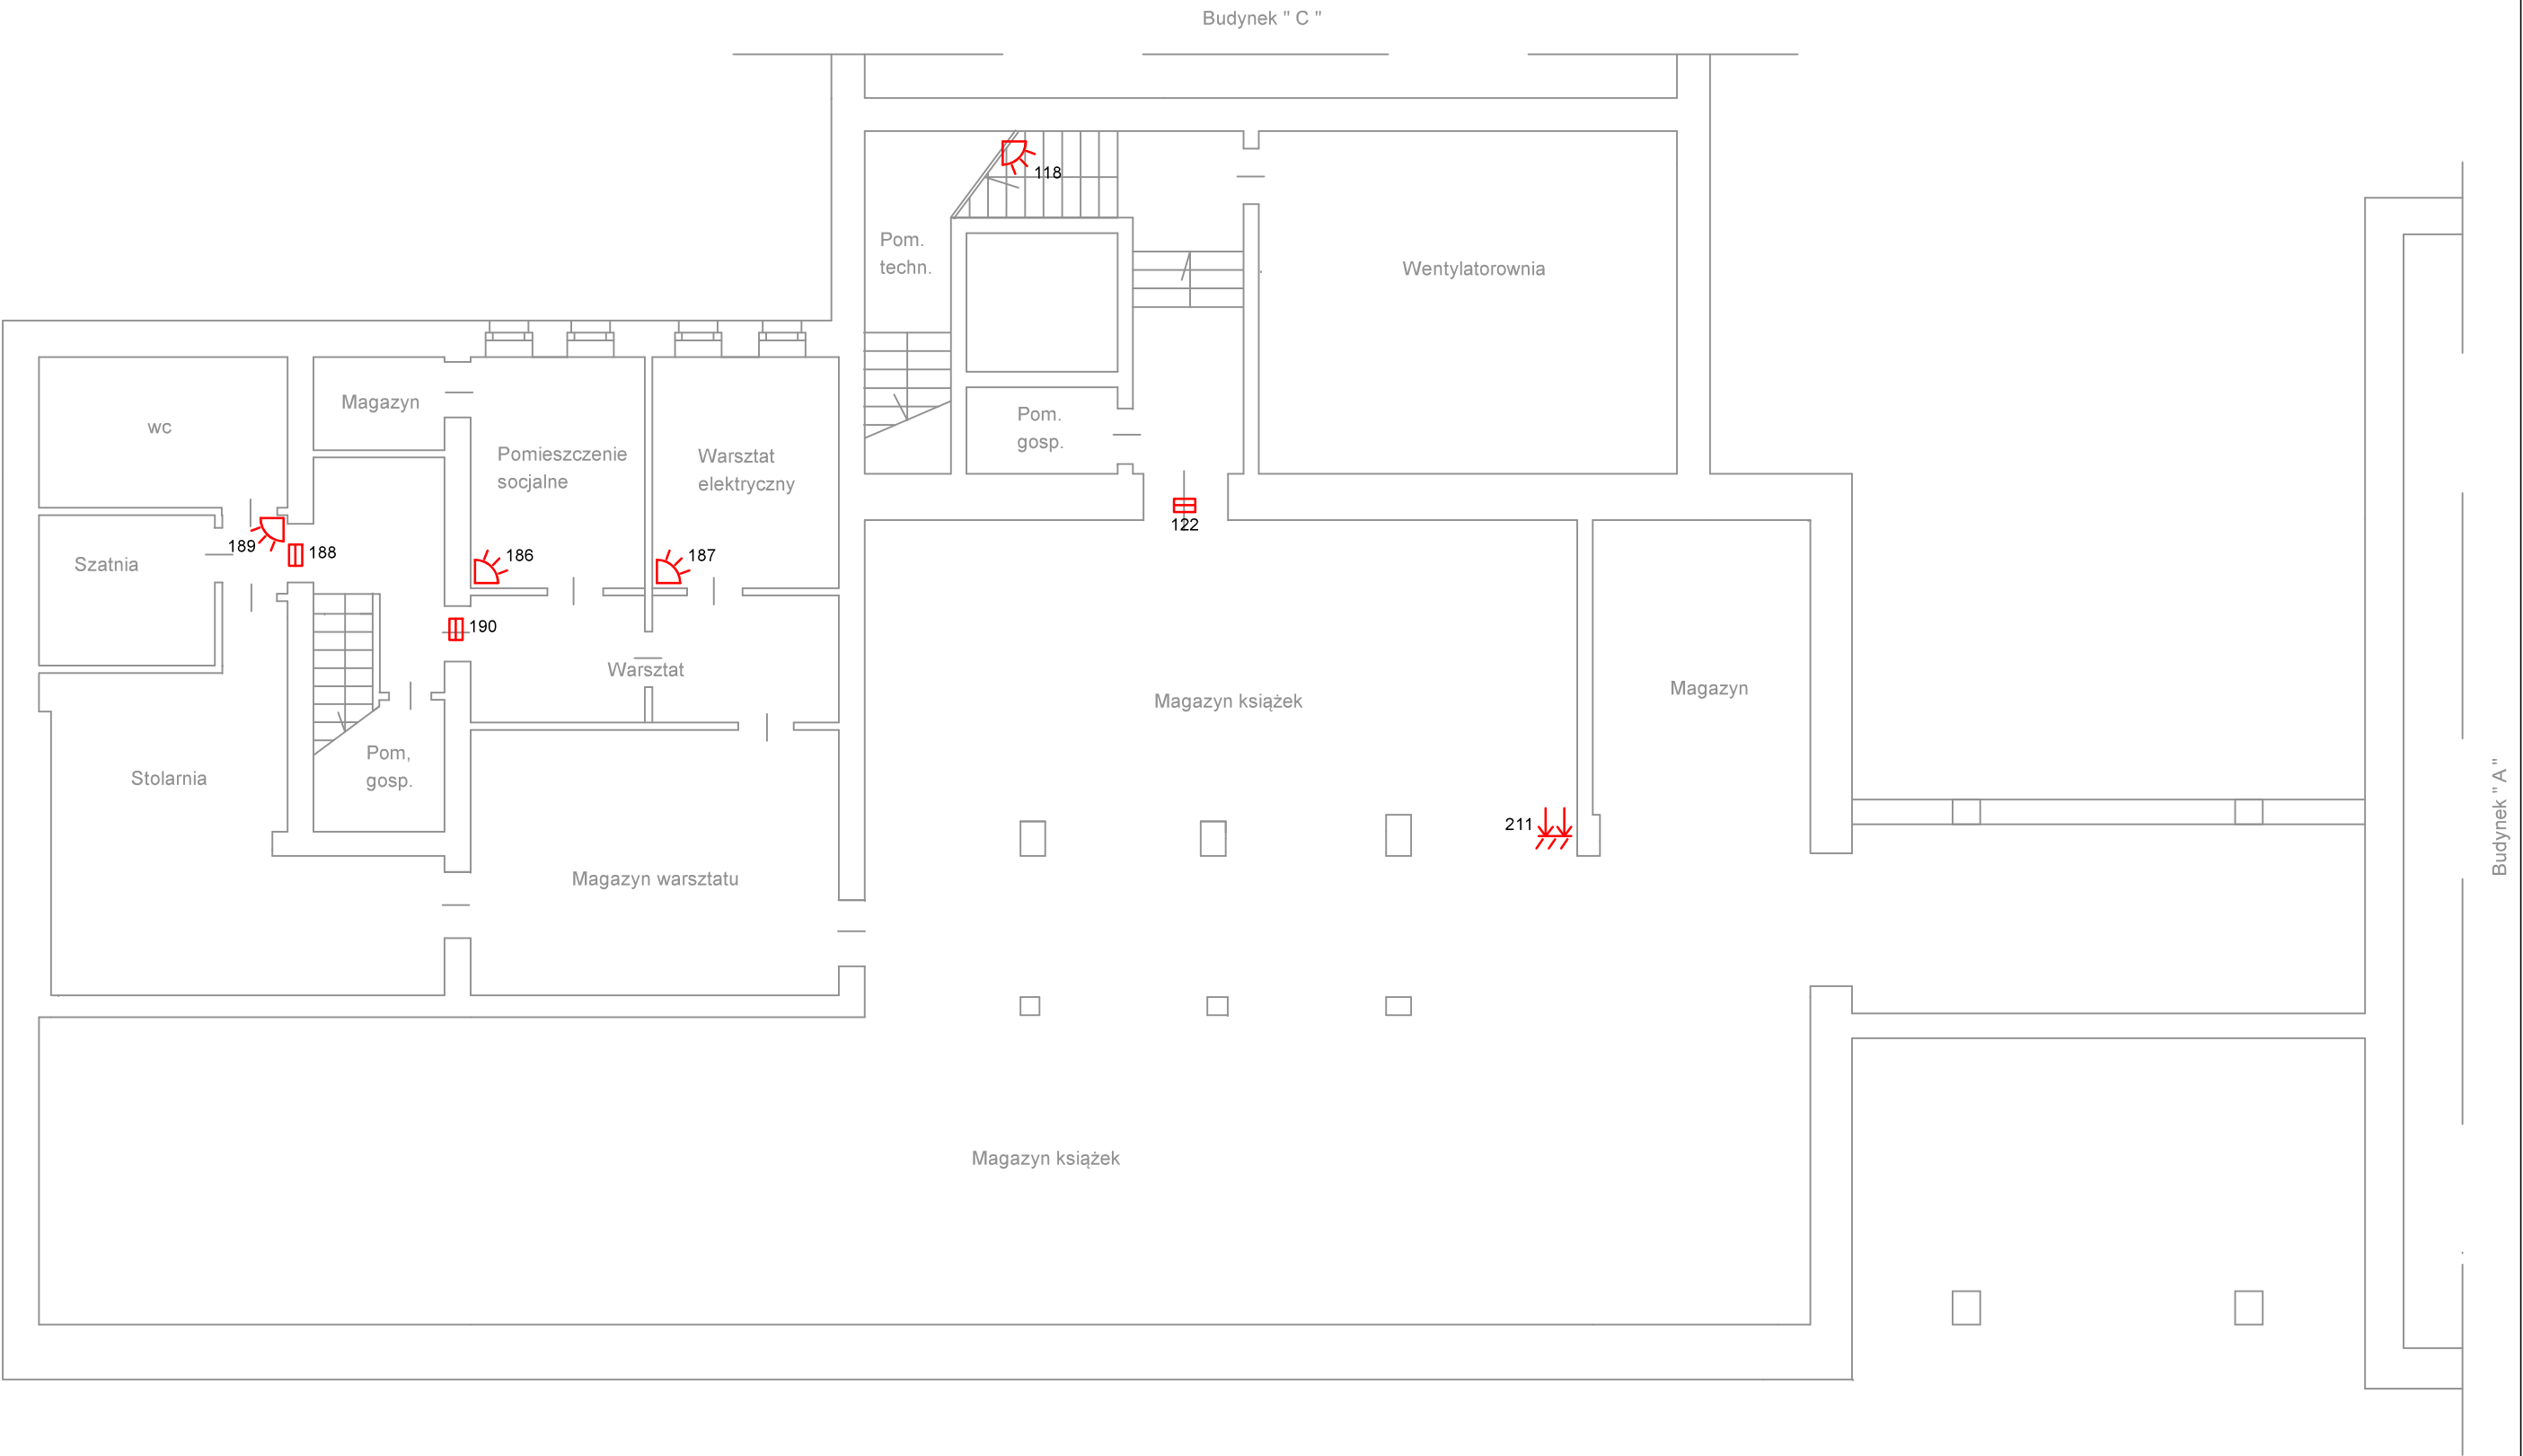 Budynek " C "
118
Pom.
techn.
Wentylatorownia
Magazyn
wc
Pom.
gosp.
Pomieszczenie
socjalne
Warsztat
elektryczny
122
189
188
186
187
Szatnia
190
Warsztat
Magazyn książek
Magazyn
Pom,
gosp.
Stolarnia
211
Budynek " A "
Magazyn warsztatu
Magazyn książek